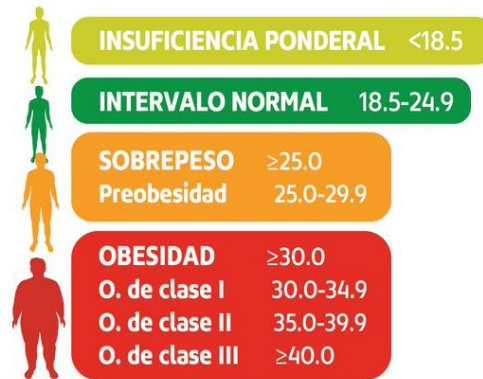 INSUFICIENCIA PONDERAL <18.5
INTERVALO NORMAL 18.5-24.9
SOBREPESO ≥25.0
Preobesidad 25.0-29.9
OBESIDAD ≥30.0
O. de clase I 30.0-34.9
O. de clase II 35.0-39.9
O. de clase III ≥40.0